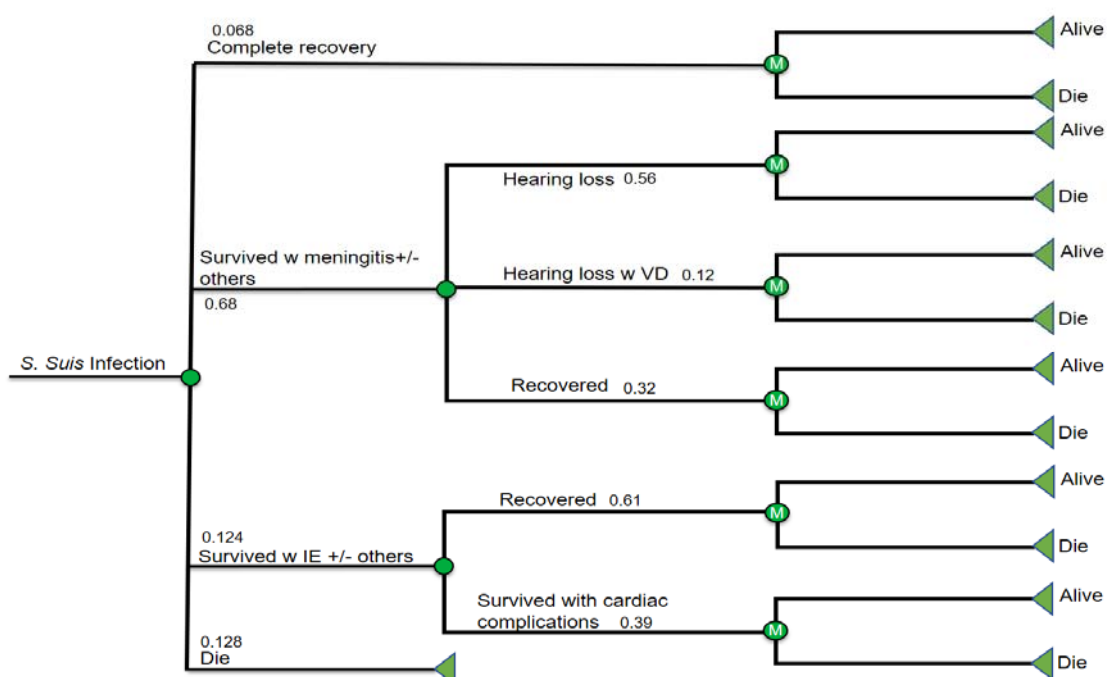 0.068
Complete recovery
M
Alive
Die
Survived w meningitis+/-
others
0.68
Hearing loss 0.56
M
Alive
Die
Hearing loss w VD 0.12
M
Alive
Die
Recovered 0.32
M
Alive
Die
S. Suis Infection
0.124
Survived w IE +/- others
Recovered 0.61
M
Alive
Die
Survived with cardiac
complications 0.39
M
Alive
Die
0.128
Die